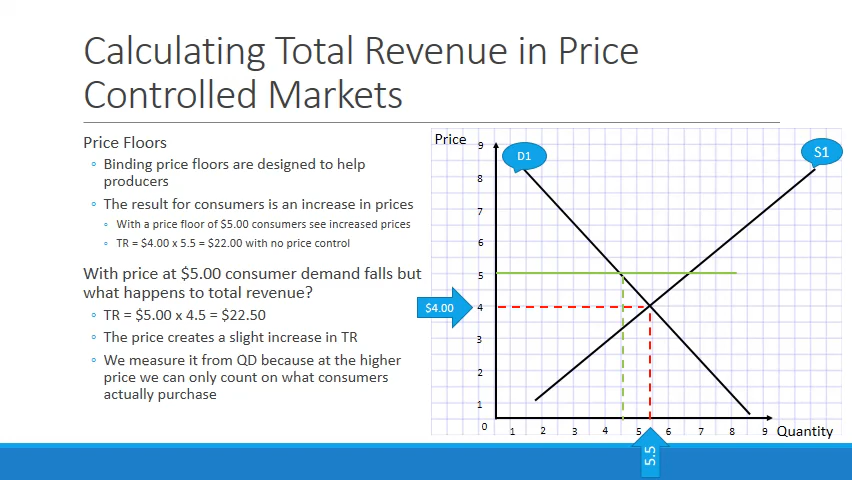 Calculating Total Revenue in Price
Controlled Markets
Price Floors
◦ Binding price floors are designed to help
producers
◦ The result for consumers is an increase in prices
◦ With a price floor of $5.00 consumers see increased prices
◦ TR = $4.00 x 5.5 = $22.00 with no price control
With price at $5.00 consumer demand falls but
what happens to total revenue?
◦ TR = $5.00 x 4.5 = $22.50
◦ The price creates a slight increase in TR
◦ We measure it from QD because at the higher
price we can only count on what consumers
actually purchase
Price
9
8
7
6
5
4
3
2
1
0
D1
S1
$4.00
1 2 3 4 5 6 7 8 9 Quantity
5.5